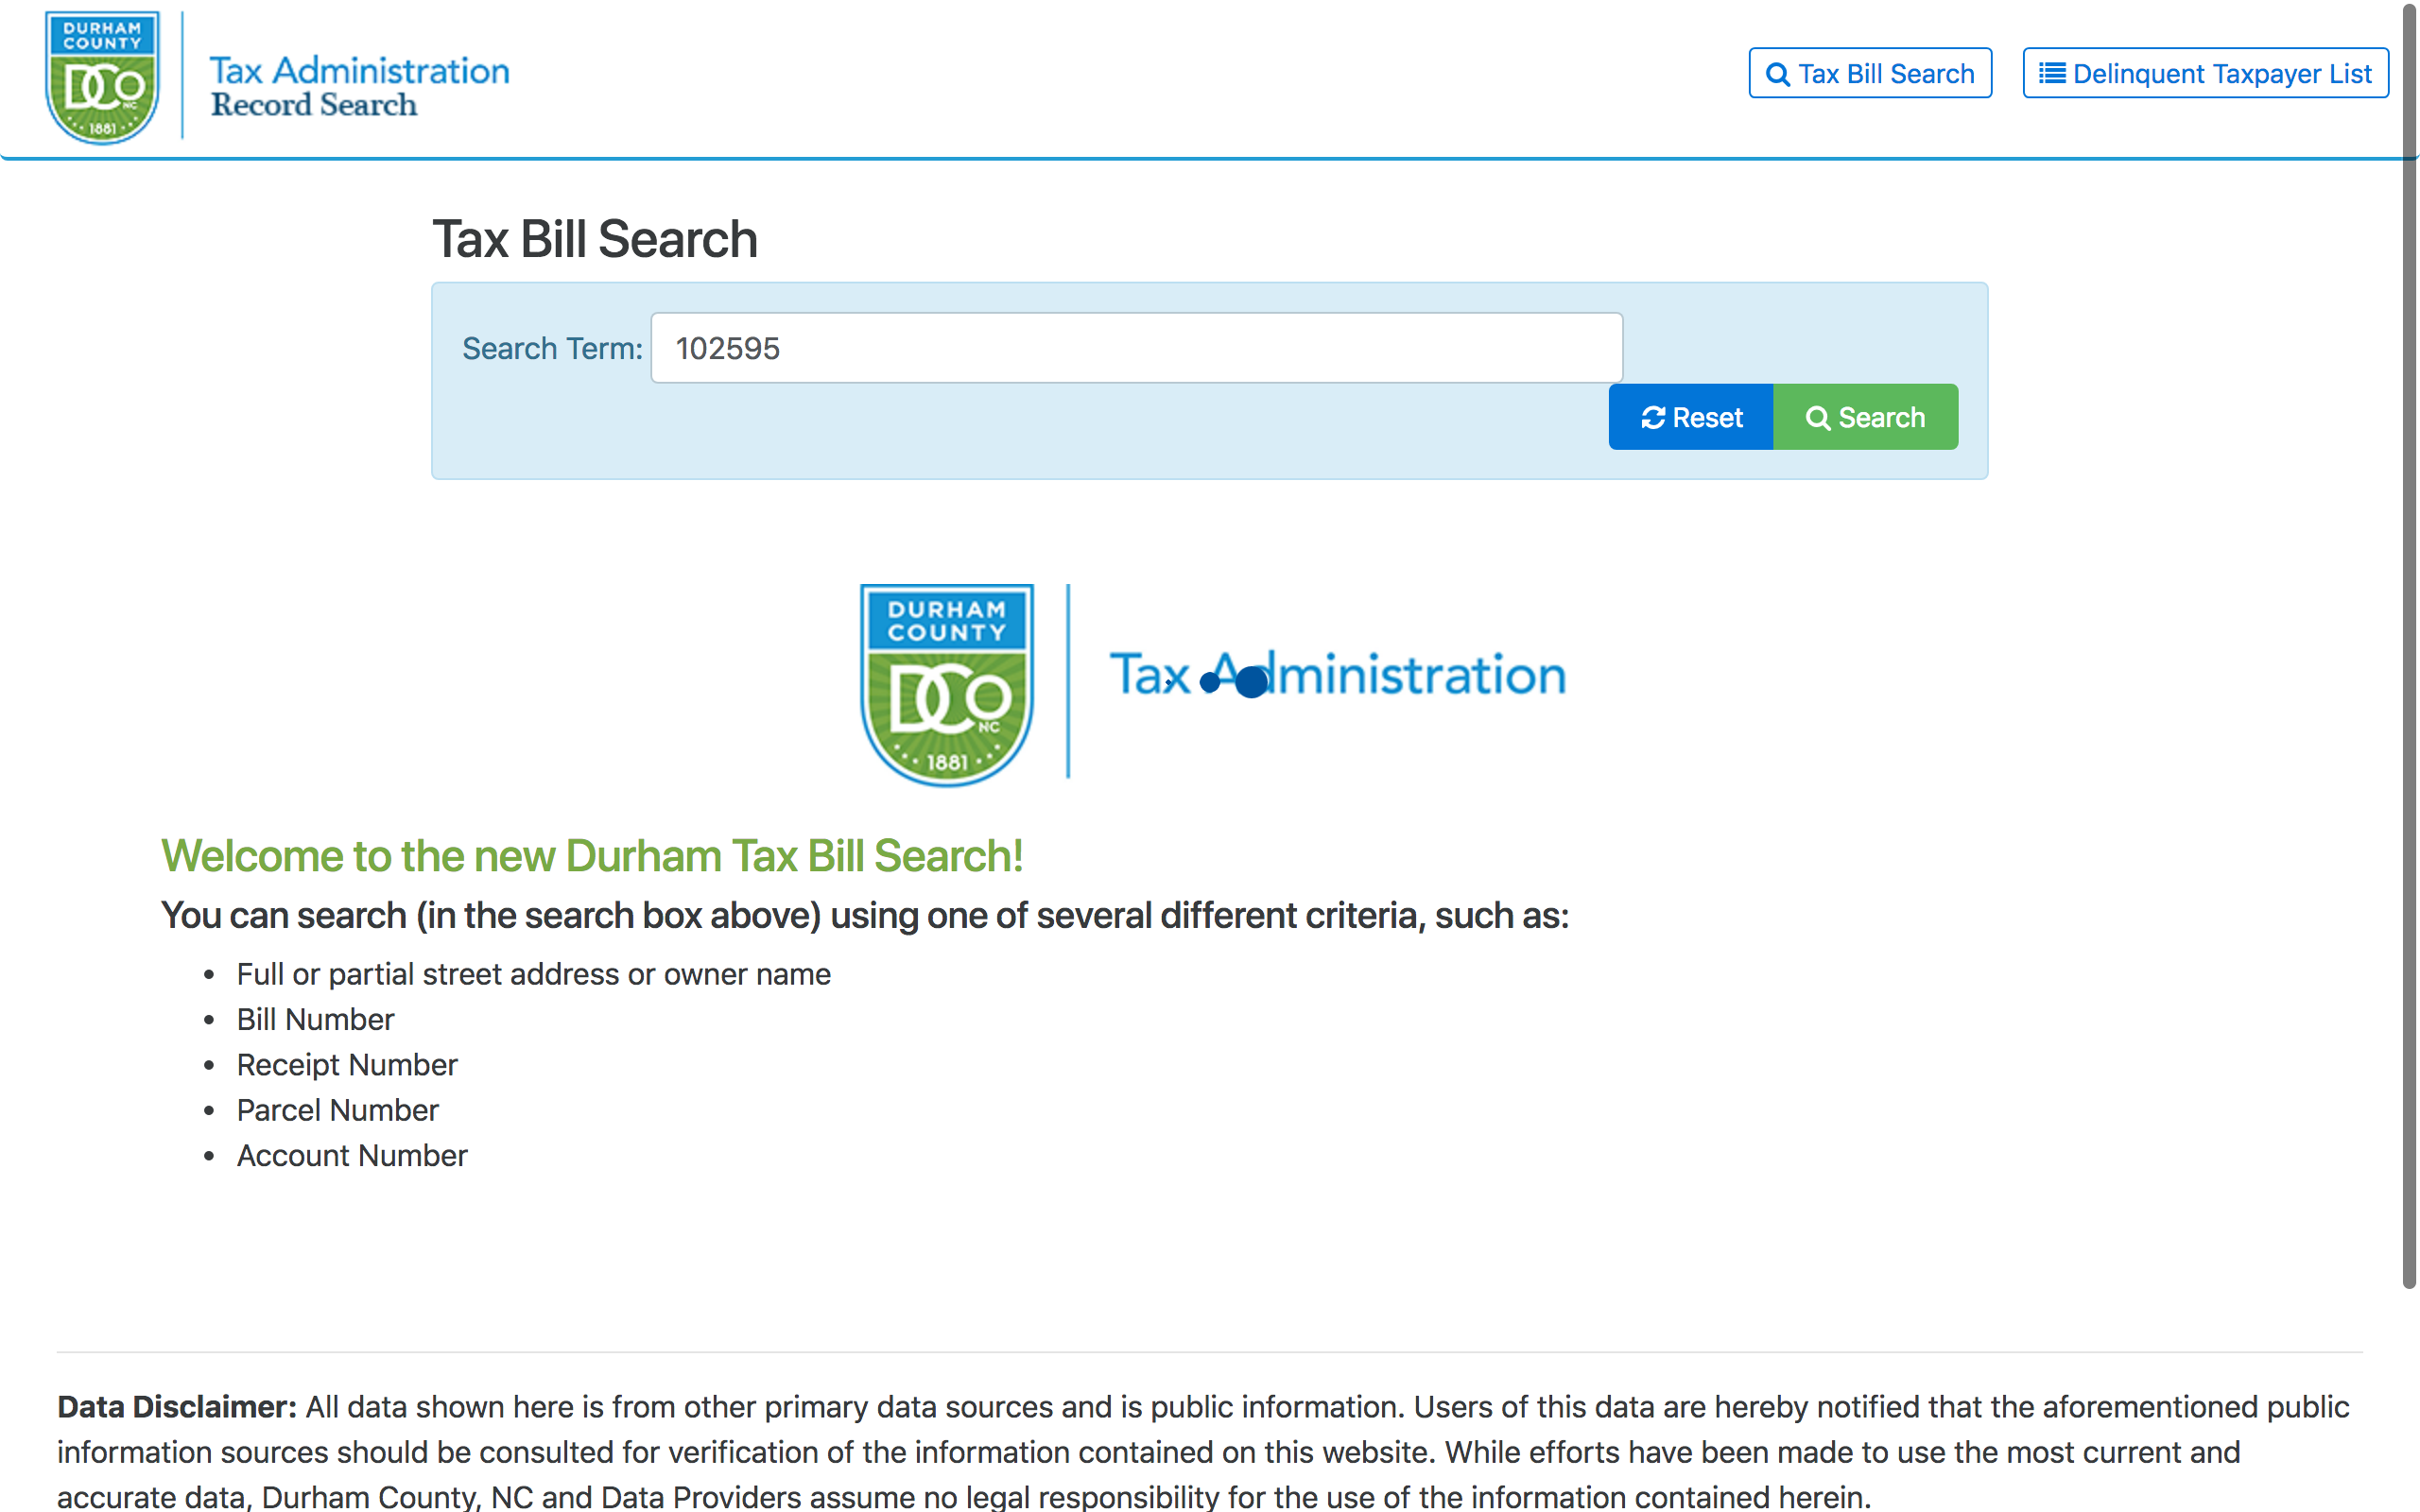 DURHAM
COUNTY
DCO
NC
1881
Tax Administration
Record Search
Tax Bill Search
Delinquent Taxpayer List
Tax Bill Search
Search Term: 102595
Reset Search
DURHAM
COUNTY
DCO
NC
1881
Tax Administration
Welcome to the new Durham Tax Bill Search!
You can search (in the search box above) using one of several different criteria, such as:
• Full or partial street address or owner name
• Bill Number
• Receipt Number
• Parcel Number
• Account Number
Data Disclaimer: All data shown here is from other primary data sources and is public information. Users of this data are hereby notified that the aforementioned public
information sources should be consulted for verification of the information contained on this website. While efforts have been made to use the most current and
accurate data, Durham County, NC and Data Providers assume no legal responsibility for the use of the information contained herein.